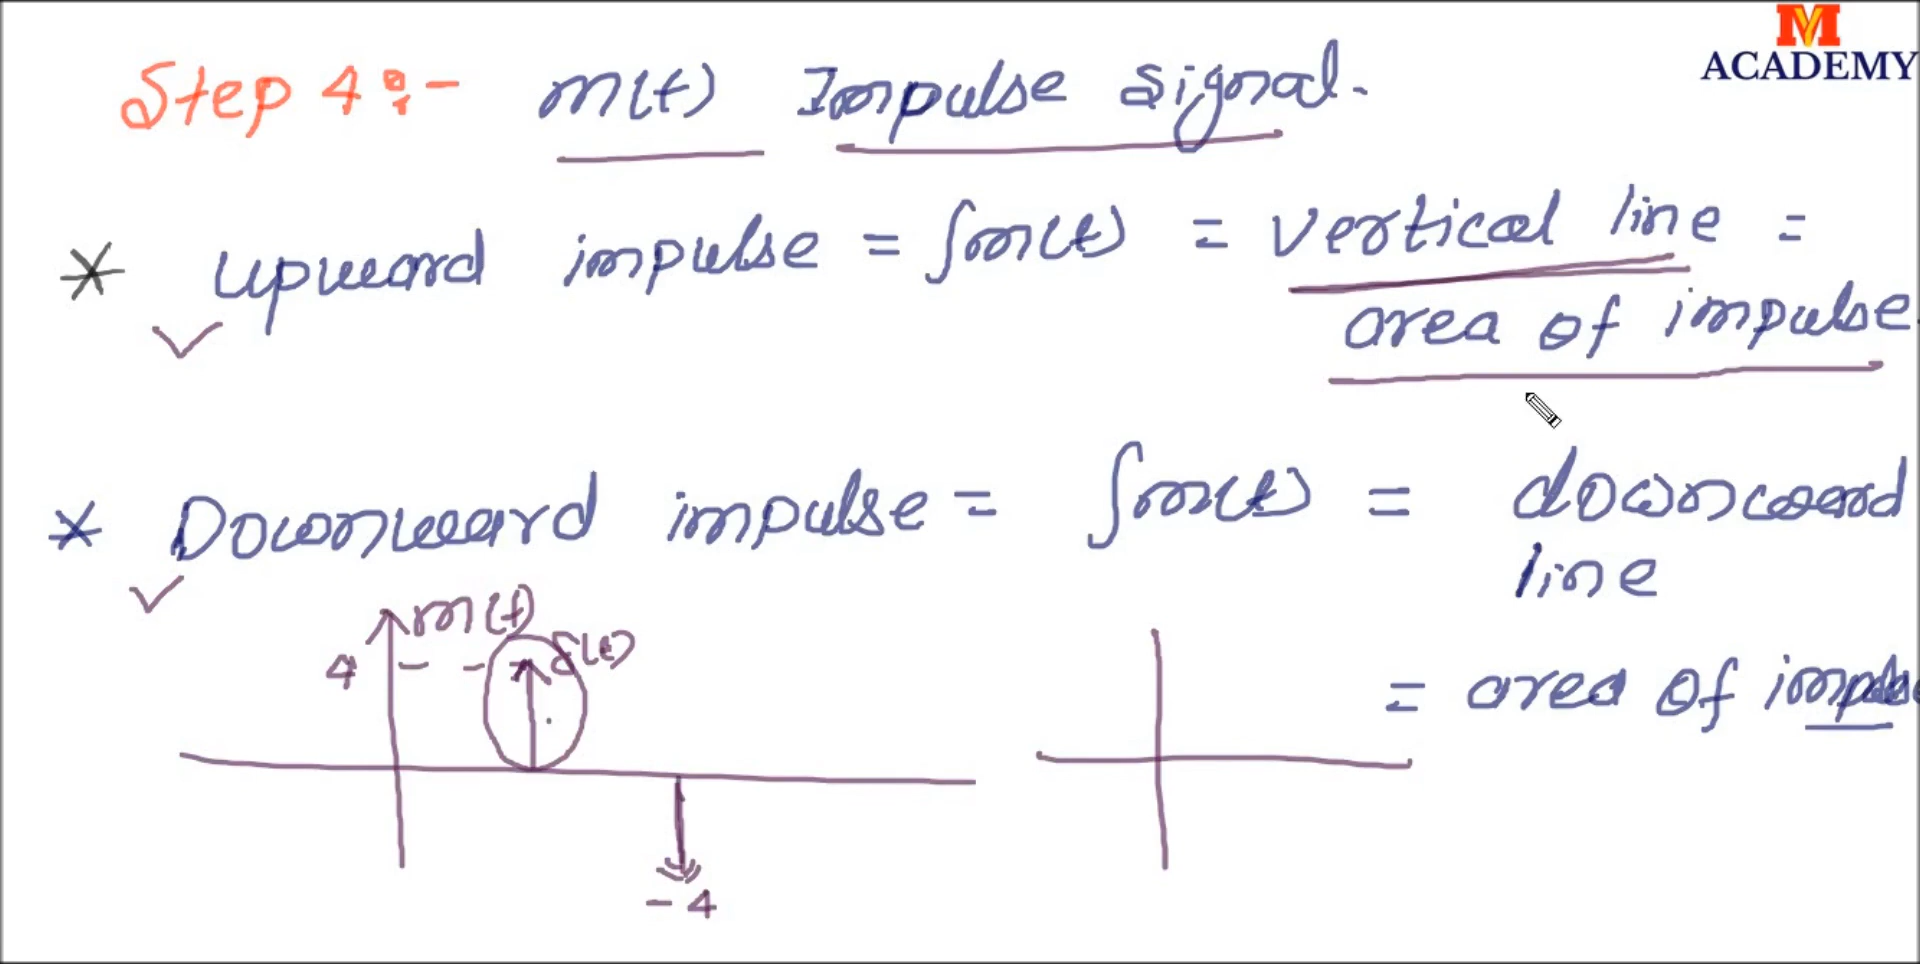 M
ACADEMY
Step 4 :- m(t) Impulse signal.
* upward impulse = ∫m(t) = vertical line =
area of impulse.
* Downward impulse = ∫m(t) = downward
line
= area of impulse
m(t)
4
δ(t)
-4